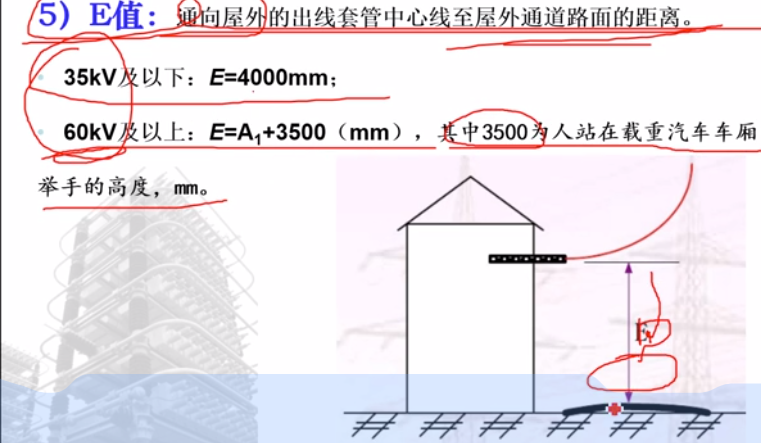 5）E值：通向屋外的出线套管中心线至屋外通道路面的距离。
35kV及以下：E=4000mm；
60kV及以上：E=A₁+3500（mm），其中3500为人站在载重汽车车厢
举手的高度，mm。
E